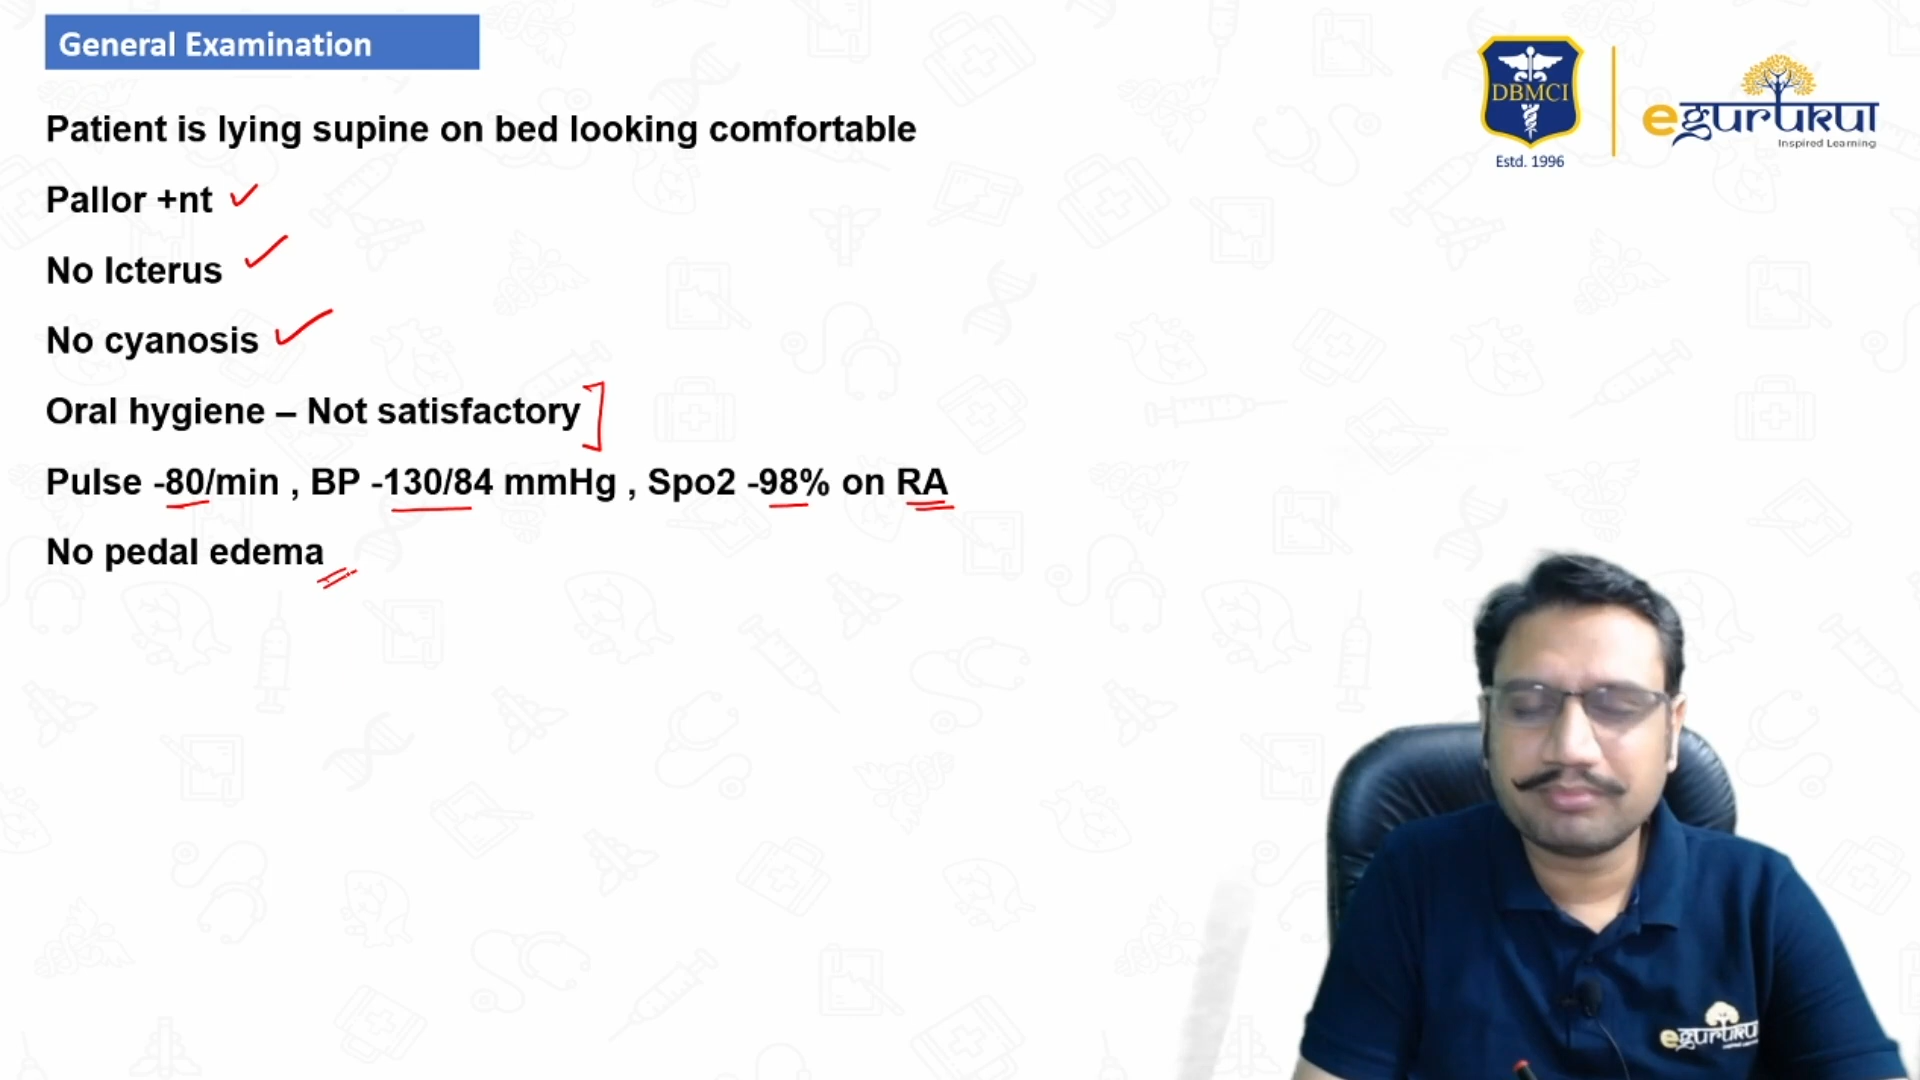 General Examination
Patient is lying supine on bed looking comfortable
Pallor +nt
No Icterus
No cyanosis
Oral hygiene – Not satisfactory
Pulse -80/min , BP -130/84 mmHg , Spo2 -98% on RA
No pedal edema
DBMCI
Estd. 1996
egurukul
Inspired Learning
egurukul